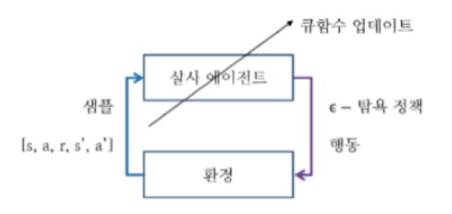 큐함수 업데이트
살사 에이전트
샘플
[s, a, r, s', a']
ϵ – 탐욕 정책
행동
환경